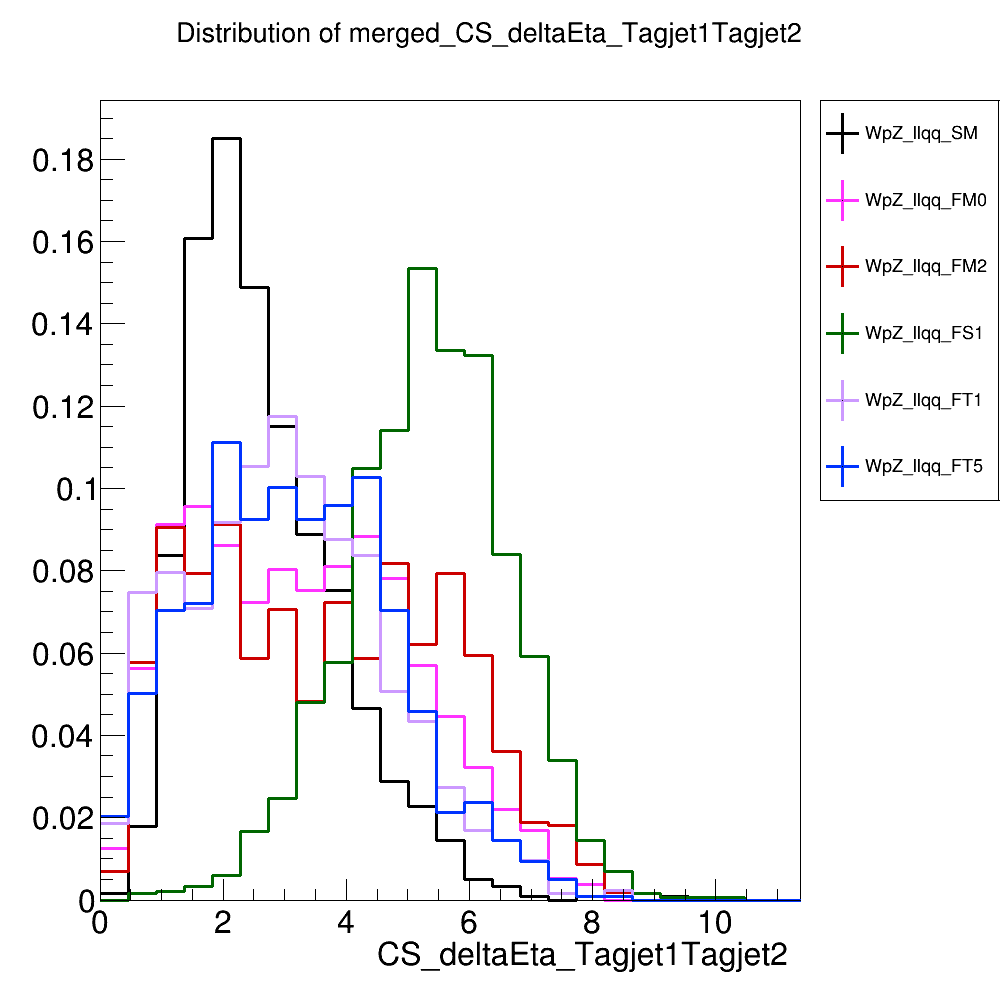 Distribution of merged_CS_deltaEta_Tagjet1Tagjet2
WpZ_llqq_SM
WpZ_llqq_FM0
WpZ_llqq_FM2
WpZ_llqq_FS1
WpZ_llqq_FT1
WpZ_llqq_FT5
0.18
0.16
0.14
0.12
0.1
0.08
0.06
0.04
0.02
0
0 2 4 6 8 10
CS_deltaEta_Tagjet1Tagjet2